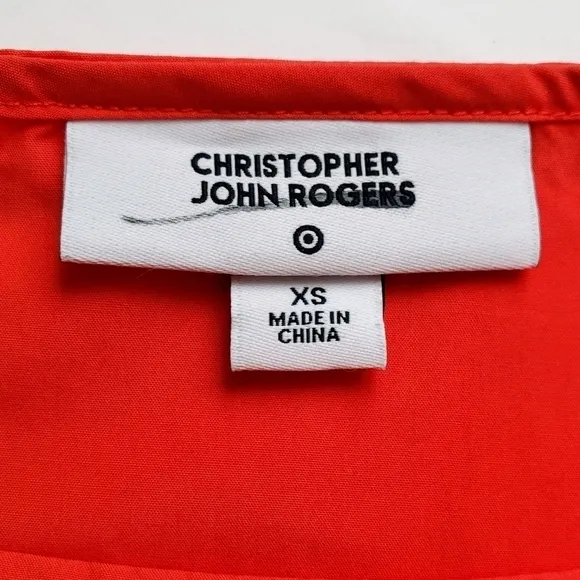 CHRISTOPHER
JOHN ROGERS
XS
MADE IN
CHINA